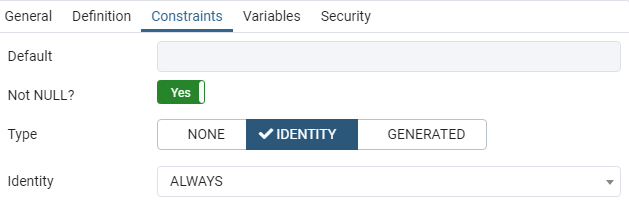 General Definition Constraints Variables Security
Default
Not NULL? Yes
Type NONE IDENTITY GENERATED
Identity ALWAYS